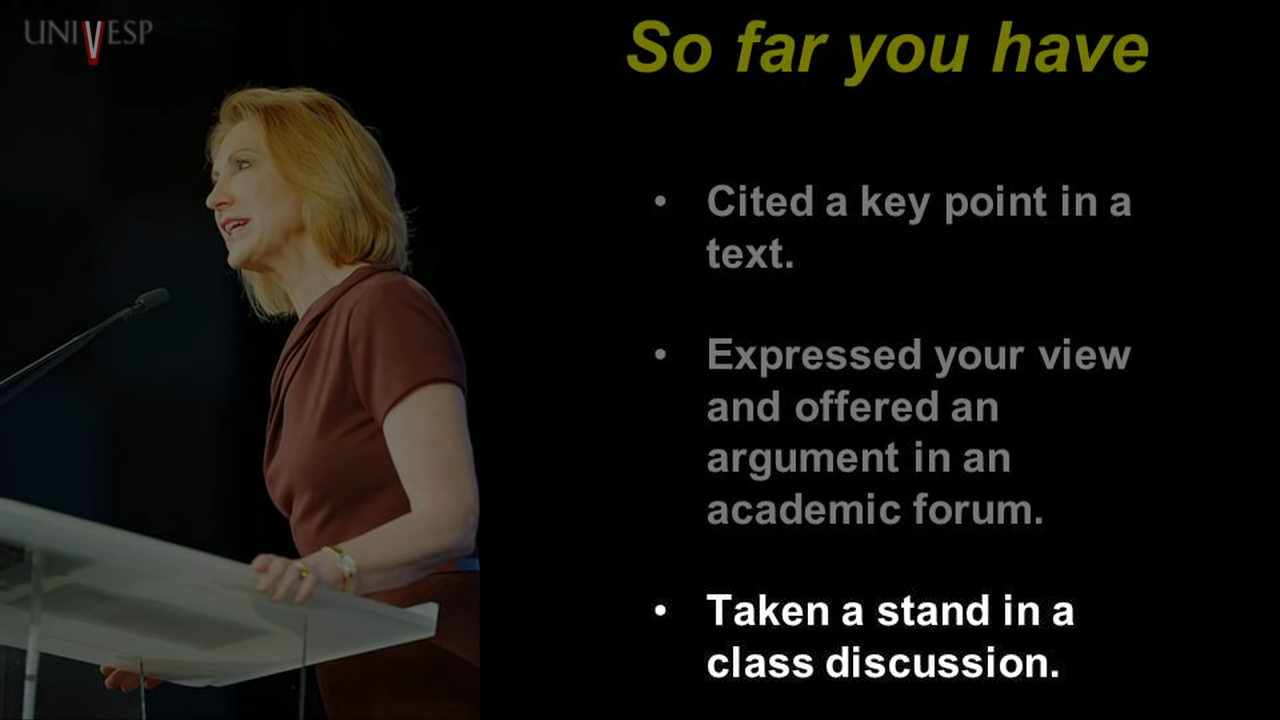 UNIVESP
So far you have
• Cited a key point in a
text.
• Expressed your view
and offered an
argument in an
academic forum.
• Taken a stand in a
class discussion.